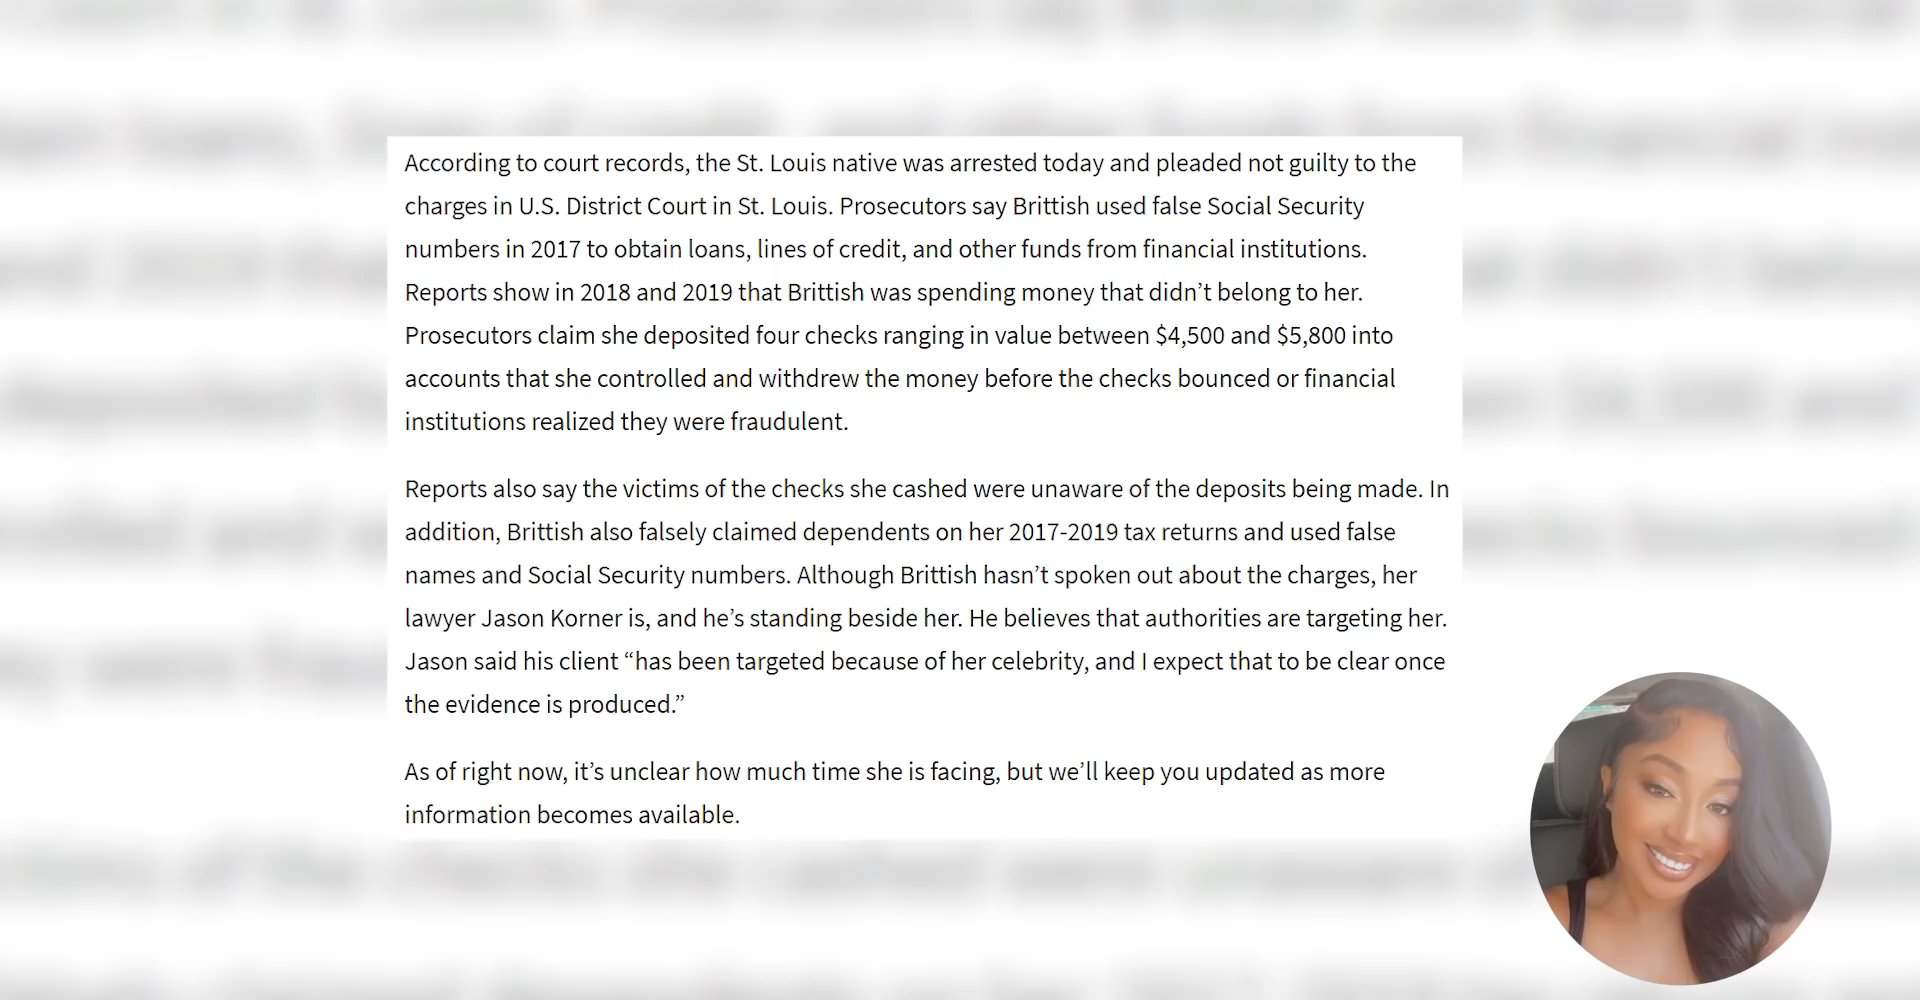 According to court records, the St. Louis native was arrested today and pleaded not guilty to the
charges in U.S. District Court in St. Louis. Prosecutors say Brittish used false Social Security
numbers in 2017 to obtain loans, lines of credit, and other funds from financial institutions.
Reports show in 2018 and 2019 that Brittish was spending money that didn’t belong to her.
Prosecutors claim she deposited four checks ranging in value between $4,500 and $5,800 into
accounts that she controlled and withdrew the money before the checks bounced or financial
institutions realized they were fraudulent.
Reports also say the victims of the checks she cashed were unaware of the deposits being made. In
addition, Brittish also falsely claimed dependents on her 2017-2019 tax returns and used false
names and Social Security numbers. Although Brittish hasn’t spoken out about the charges, her
lawyer Jason Korner is, and he’s standing beside her. He believes that authorities are targeting her.
Jason said his client “has been targeted because of her celebrity, and I expect that to be clear once
the evidence is produced.”
As of right now, it’s unclear how much time she is facing, but we’ll keep you updated as more
information becomes available.